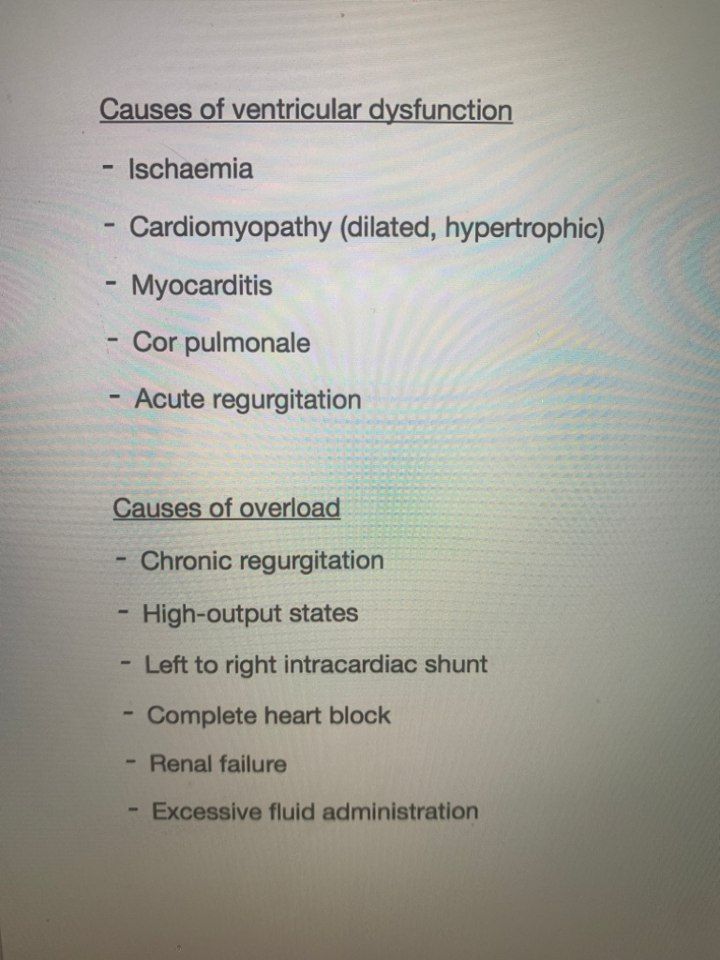 Causes of ventricular dysfunction
- Ischaemia
- Cardiomyopathy (dilated, hypertrophic)
- Myocarditis
- Cor pulmonale
- Acute regurgitation
Causes of overload
- Chronic regurgitation
- High-output states
- Left to right intracardiac shunt
- Complete heart block
- Renal failure
- Excessive fluid administration